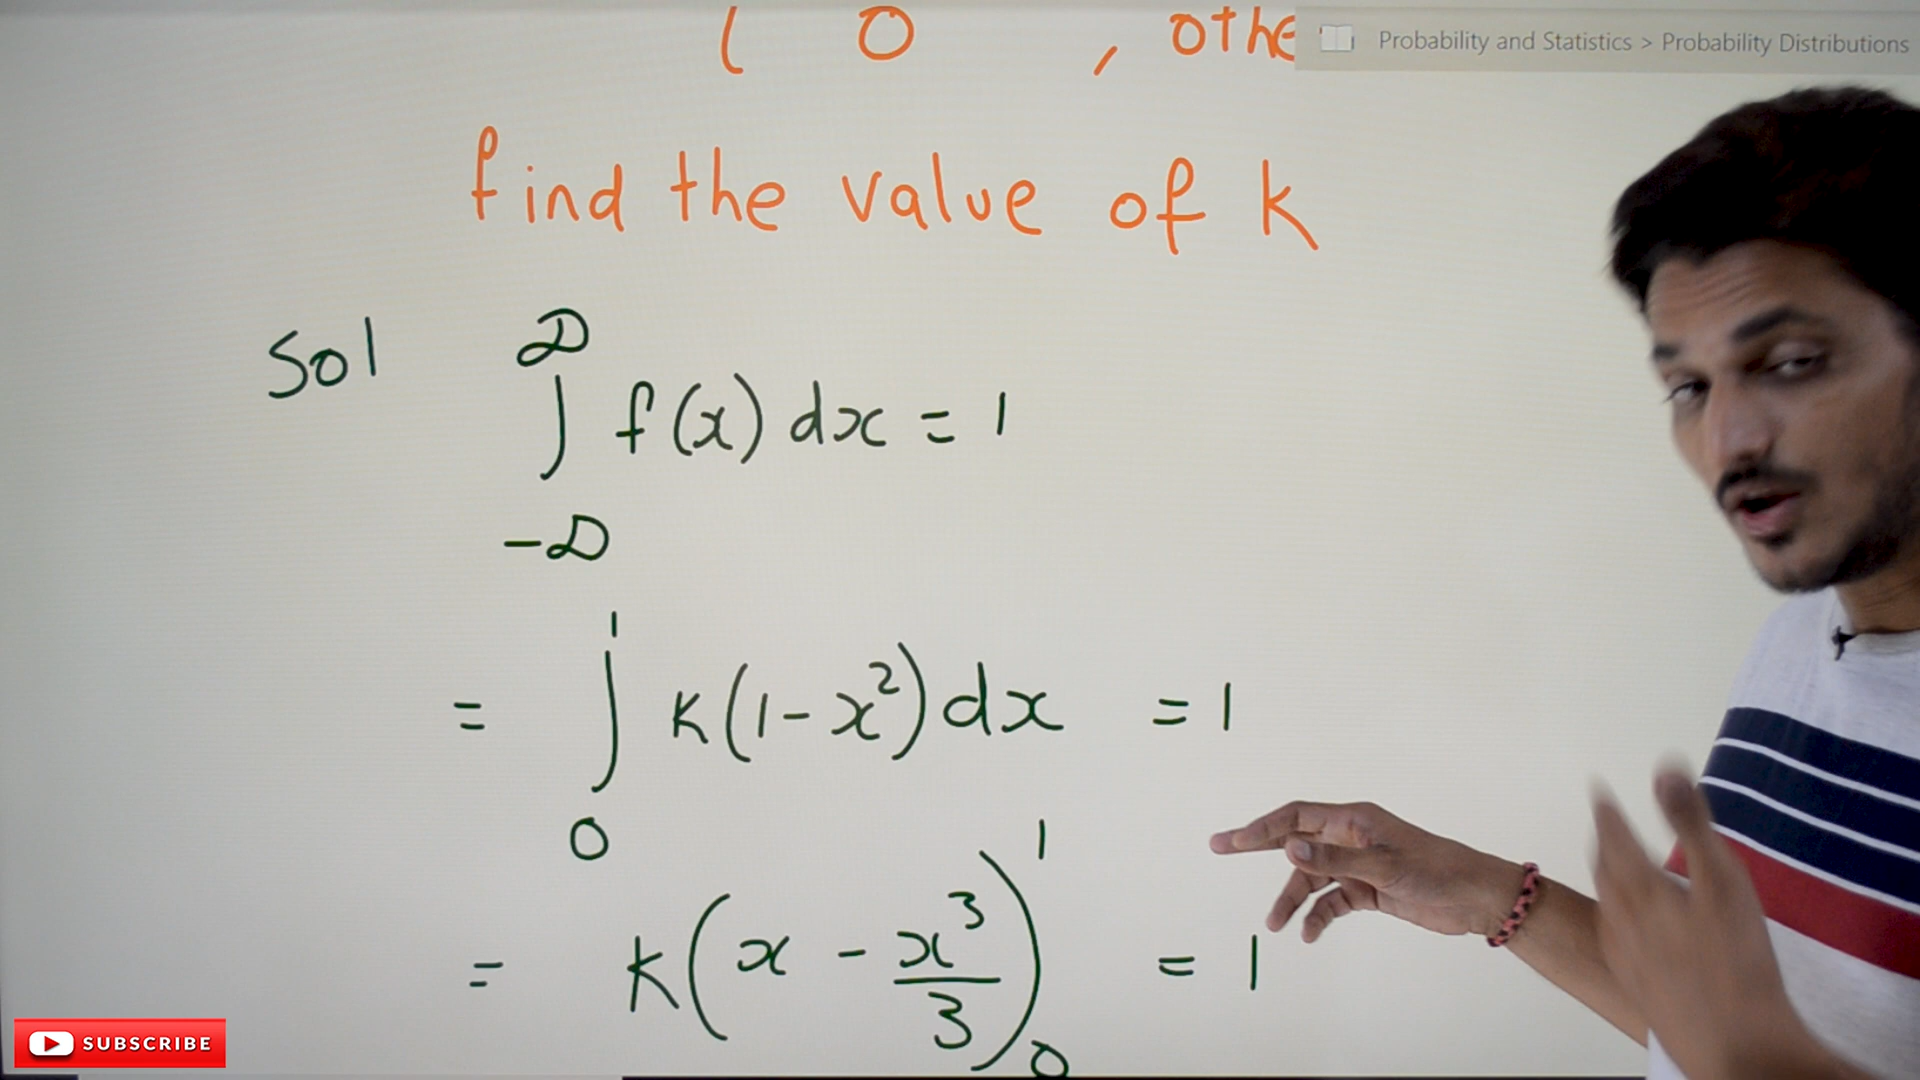 ( 0 , othe
Probability and Statistics > Probability Distributions
find the value of k
Sol ∫_{-∞}^{∞} f(x) dx = 1
= ∫_{0}^{1} k(1-x²) dx = 1
= k(x - x³/3)_{0}^{1} = 1
SUBSCRIBE